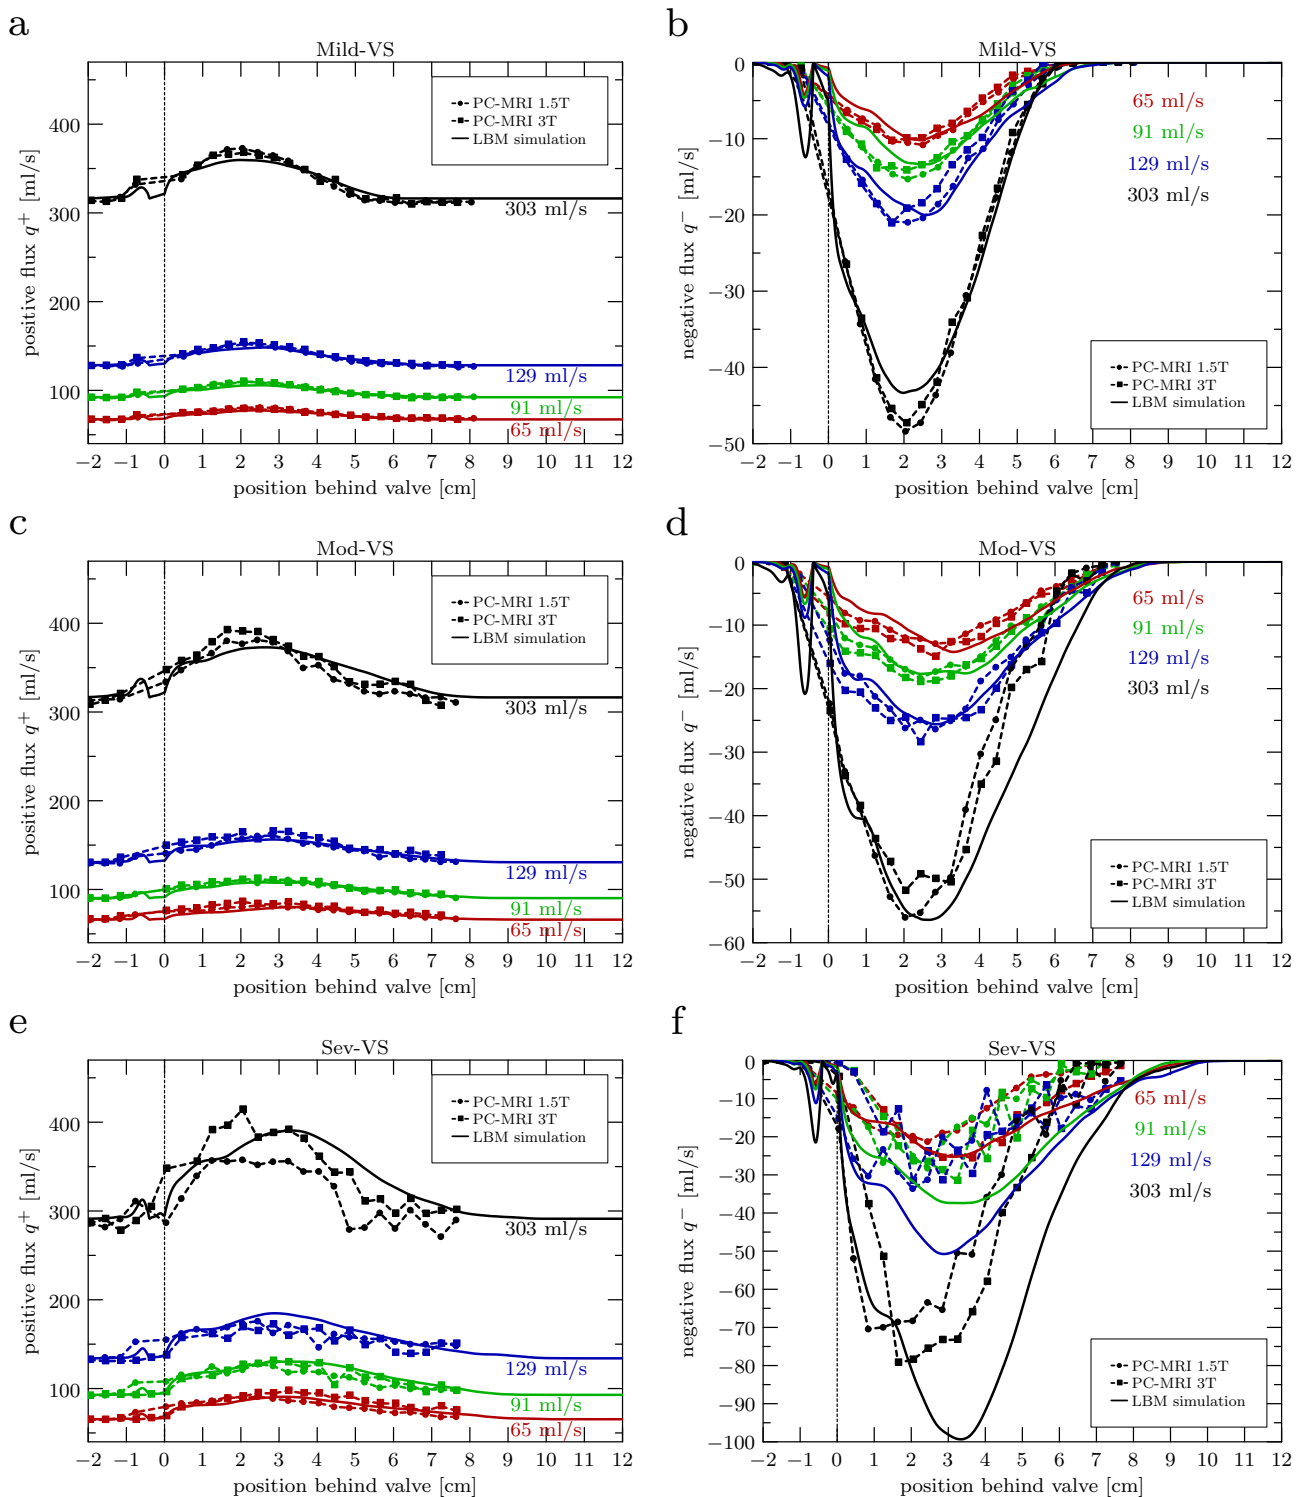 a
Mild-VS
positive flux q⁺ [ml/s]
400
300
200
100
PC-MRI 1.5T
PC-MRI 3T
LBM simulation
303 ml/s
129 ml/s
91 ml/s
65 ml/s
−2 −1 0 1 2 3 4 5 6 7 8 9 10 11 12
position behind valve [cm]
b
Mild-VS
negative flux q⁻ [ml/s]
0
−10
−20
−30
−40
−50
65 ml/s
91 ml/s
129 ml/s
303 ml/s
PC-MRI 1.5T
PC-MRI 3T
LBM simulation
−2 −1 0 1 2 3 4 5 6 7 8 9 10 11 12
position behind valve [cm]
c
Mod-VS
positive flux q⁺ [ml/s]
400
300
200
100
PC-MRI 1.5T
PC-MRI 3T
LBM simulation
303 ml/s
129 ml/s
91 ml/s
65 ml/s
−2 −1 0 1 2 3 4 5 6 7 8 9 10 11 12
position behind valve [cm]
d
Mod-VS
negative flux q⁻ [ml/s]
0
−10
−20
−30
−40
−50
−60
65 ml/s
91 ml/s
129 ml/s
303 ml/s
PC-MRI 1.5T
PC-MRI 3T
LBM simulation
−2 −1 0 1 2 3 4 5 6 7 8 9 10 11 12
position behind valve [cm]
e
Sev-VS
positive flux q⁺ [ml/s]
400
300
200
100
PC-MRI 1.5T
PC-MRI 3T
LBM simulation
303 ml/s
129 ml/s
91 ml/s
65 ml/s
−2 −1 0 1 2 3 4 5 6 7 8 9 10 11 12
position behind valve [cm]
f
Sev-VS
negative flux q⁻ [ml/s]
0
−10
−20
−30
−40
−50
−60
−70
−80
−90
−100
65 ml/s
91 ml/s
129 ml/s
303 ml/s
PC-MRI 1.5T
PC-MRI 3T
LBM simulation
−2 −1 0 1 2 3 4 5 6 7 8 9 10 11 12
position behind valve [cm]